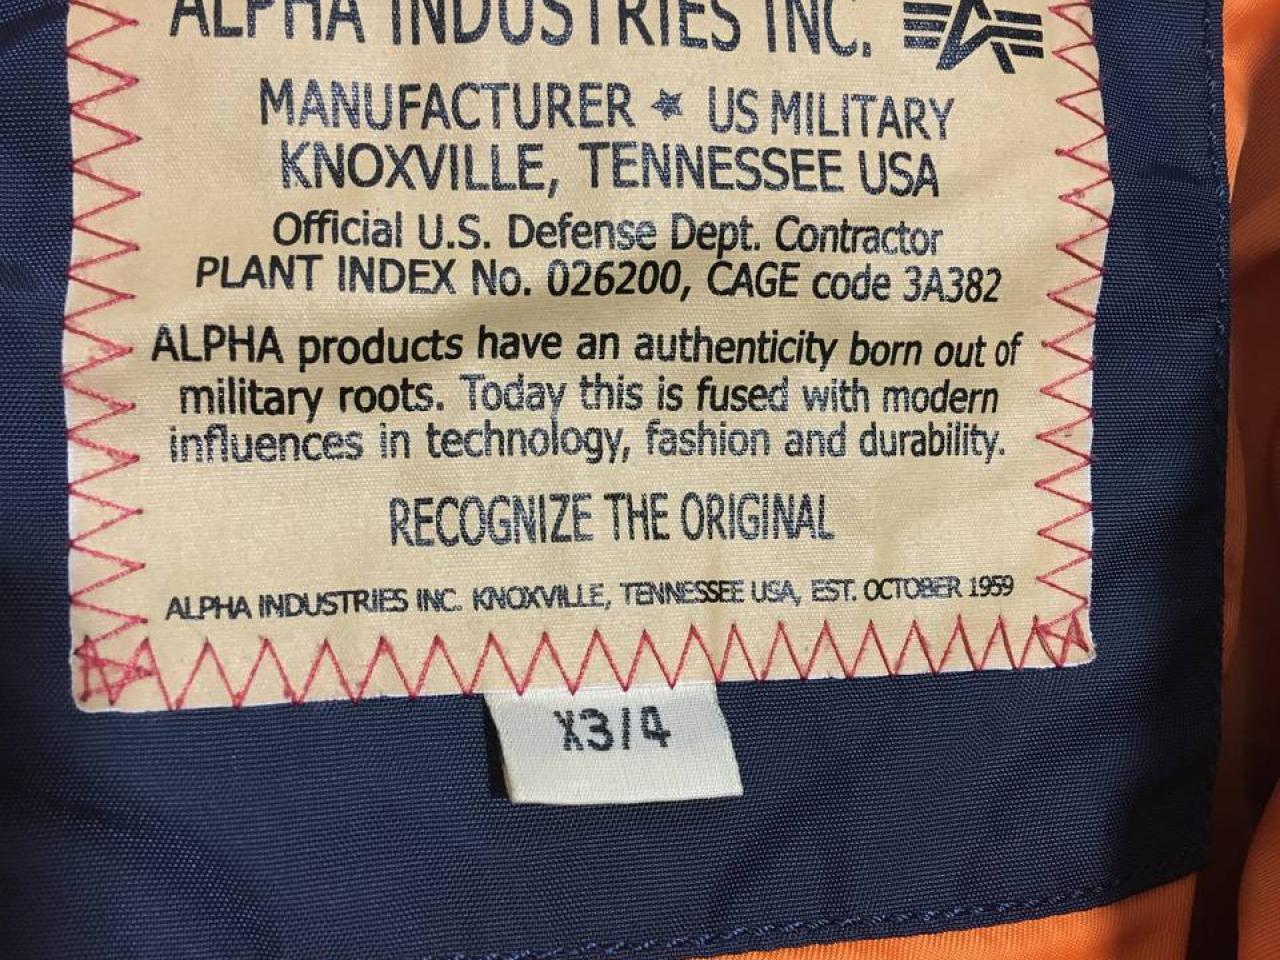 ALPHA INDUSTRIES INC.
MANUFACTURER ★ US MILITARY
KNOXVILLE, TENNESSEE USA
Official U.S. Defense Dept. Contractor
PLANT INDEX No. 026200, CAGE code 3A382
ALPHA products have an authenticity born out of
military roots. Today this is fused with modern
influences in technology, fashion and durability.
RECOGNIZE THE ORIGINAL
ALPHA INDUSTRIES INC. KNOXVILLE, TENNESSEE USA, EST. OCTOBER 1959
X3/4